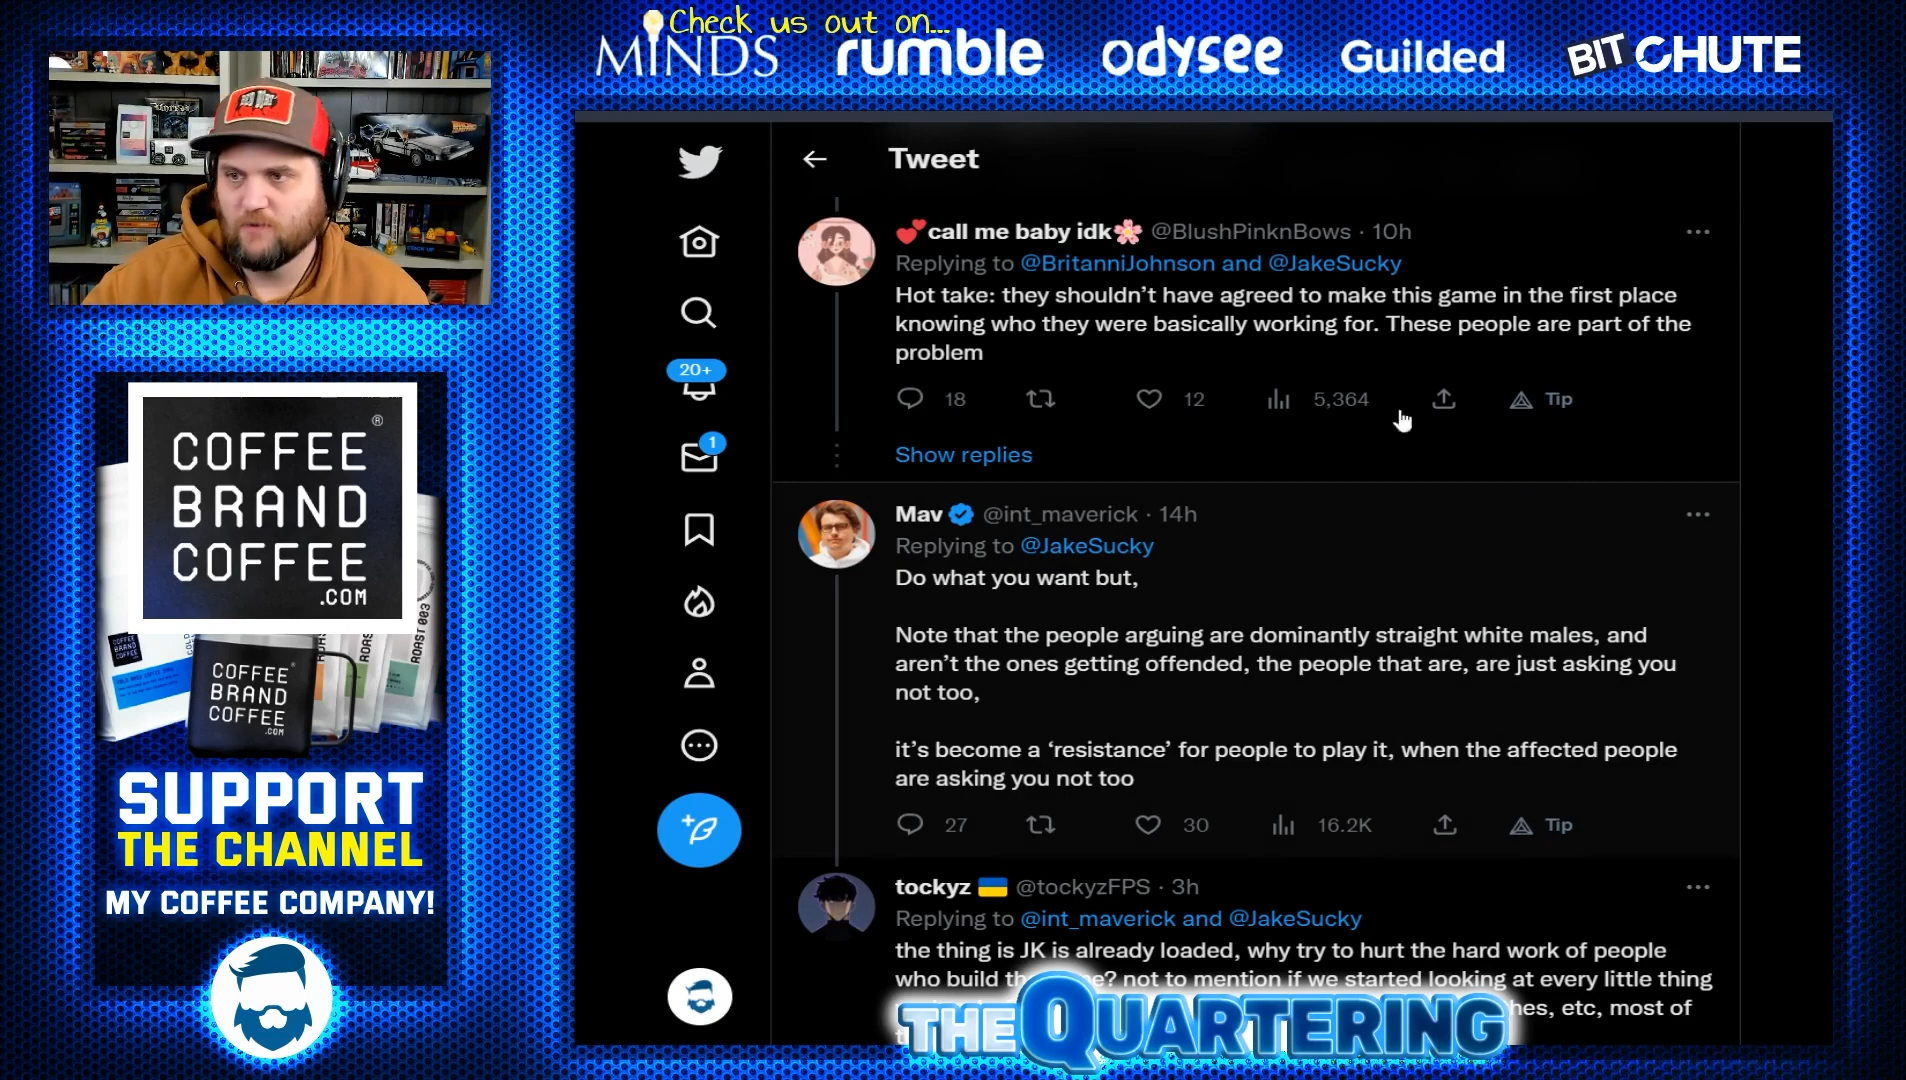 Check us out on...
MINDS rumble odysee Guilded BITCHUTE
Tweet
call me baby idk @BlushPinknBows · 10h
Replying to @BritanniJohnson and @JakeSucky
Hot take: they shouldn't have agreed to make this game in the first place
knowing who they were basically working for. These people are part of the
problem
18 12 5,364 Tip
Show replies
20+
1
Mav @int_maverick · 14h
Replying to @JakeSucky
Do what you want but,
Note that the people arguing are dominantly straight white males, and
aren't the ones getting offended, the people that are, are just asking you
not too,
it's become a 'resistance' for people to play it, when the affected people
are asking you not too
27 30 16.2K Tip
tockyz @tockyzFPS · 3h
Replying to @int_maverick and @JakeSucky
the thing is JK is already loaded, why try to hurt the hard work of people
who build not to mention if we started looking at every little thing
etc, most of
THE QUARTERING
COFFEE ®
BRAND
COFFEE
.COM
ROAST 003
COFFEE
BRAND
COFFEE
.COM
SUPPORT
THE CHANNEL
MY COFFEE COMPANY!